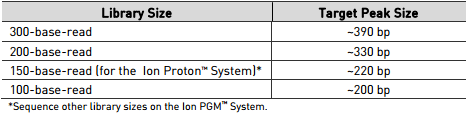 Library Size Target Peak Size
300-base-read ~390 bp
200-base-read ~330 bp
150-base-read (for the Ion Proton™ System)* ~220 bp
100-base-read ~200 bp
*Sequence other library sizes on the Ion PGM™ System.